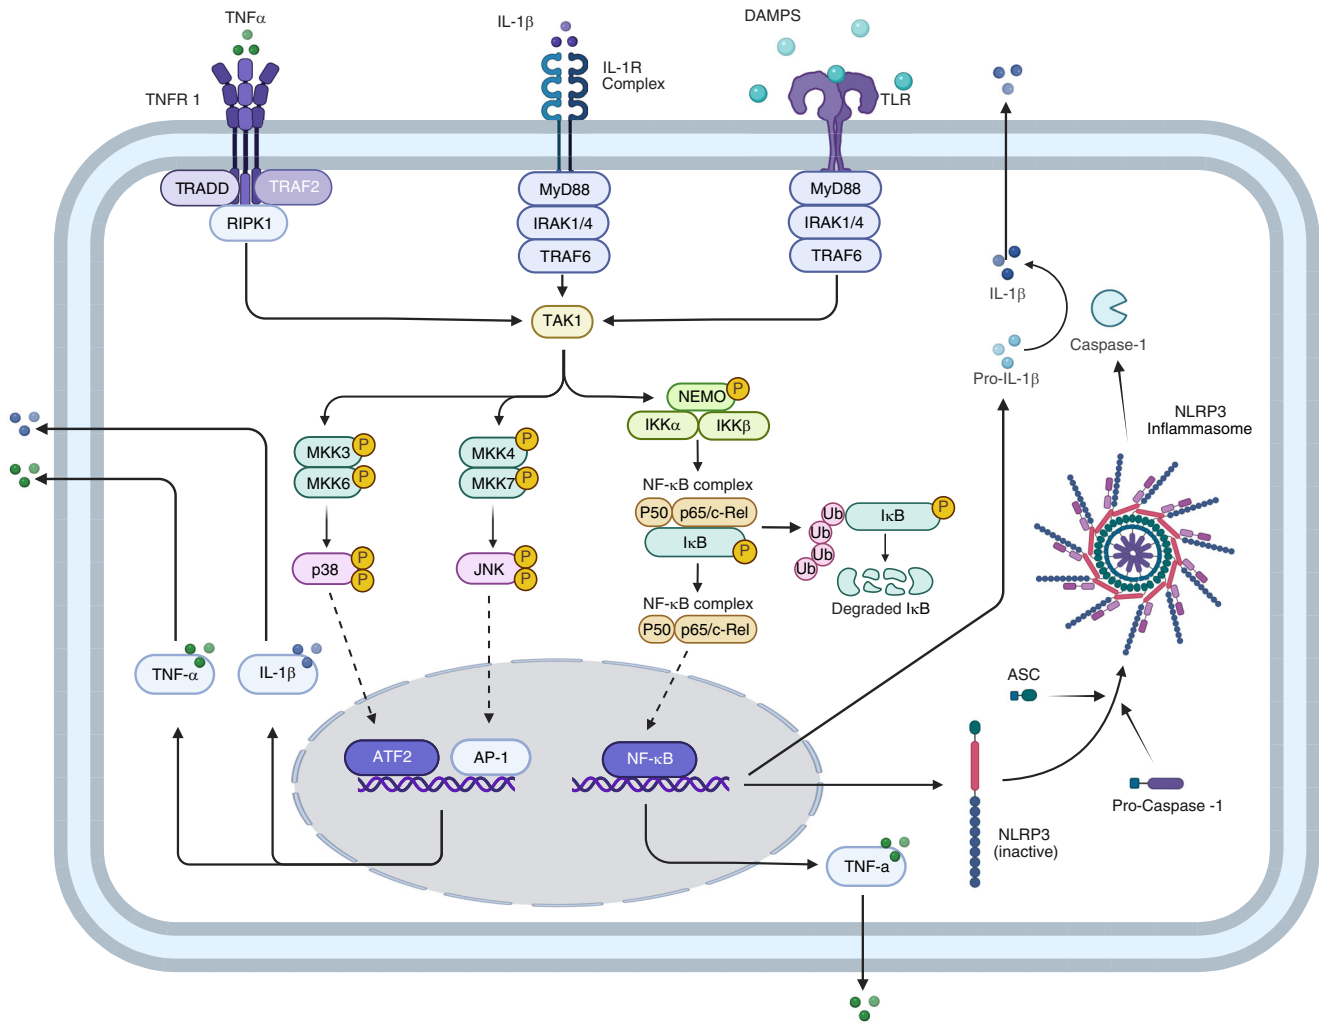 TNFα
IL-1β
DAMPS
TNFR 1
IL-1R
Complex
TLR
TRADD
TRAF2
RIPK1
MyD88
IRAK1/4
TRAF6
MyD88
IRAK1/4
TRAF6
TAK1
IL-1β
Caspase-1
Pro-IL-1β
NEMO
P
IKKα
IKKβ
NLRP3
Inflammasome
MKK3
P
MKK6
P
MKK4
P
MKK7
P
NF-κB complex
P50
p65/c-Rel
IκB
P
Ub
Ub
Ub
Ub
IκB
P
Degraded IκB
p38
P
P
JNK
P
P
NF-κB complex
P50
p65/c-Rel
TNF-α
IL-1β
ASC
ATF2
AP-1
NF-κB
Pro-Caspase -1
NLRP3
(inactive)
TNF-a